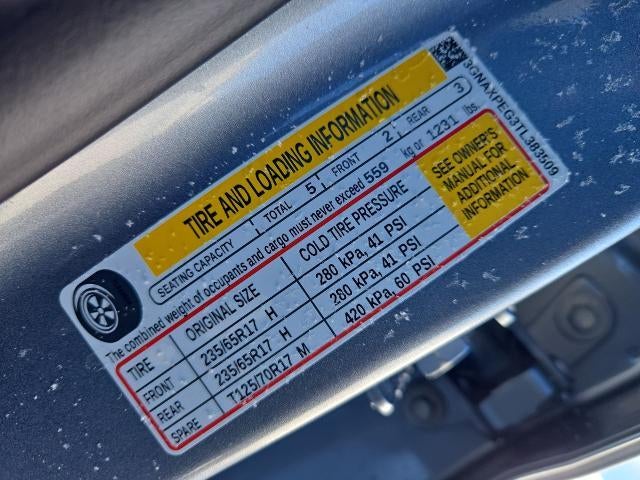 3GNAXPEG3TL383509
TIRE AND LOADING INFORMATION
SEATING CAPACITY TOTAL 5 FRONT 2 REAR 3
The combined weight of occupants and cargo must never exceed 559 kg or 1231 lbs.
TIRE ORIGINAL SIZE COLD TIRE PRESSURE
FRONT 235/65R17 H 280 kPa, 41 PSI
REAR 235/65R17 H 280 kPa, 41 PSI
SPARE T125/70R17 M 420 kPa, 60 PSI
SEE OWNER'S
MANUAL FOR
ADDITIONAL
INFORMATION